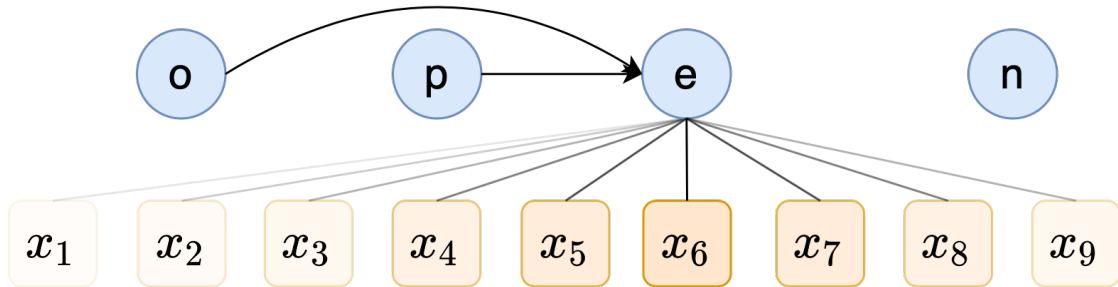 o p e n
x₁ x₂ x₃ x₄ x₅ x₆ x₇ x₈ x₉